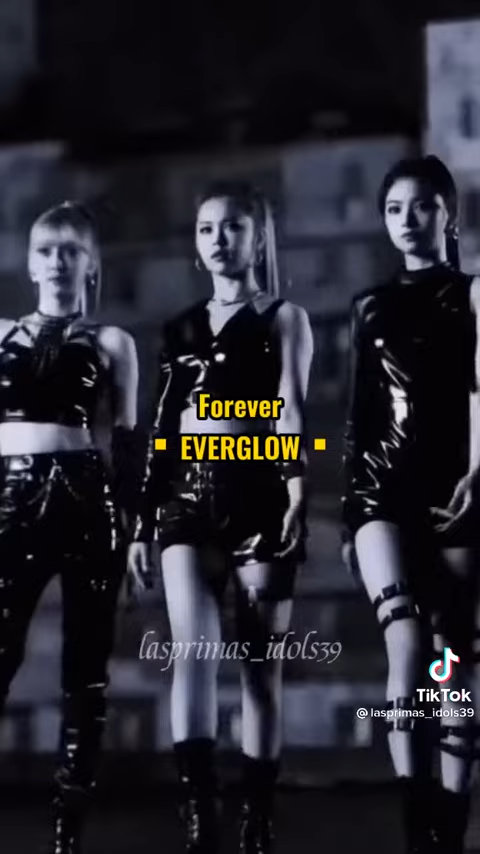 Forever
▪ EVERGLOW ▪
lasprimas_idols39
TikTok
@lasprimas_idols39